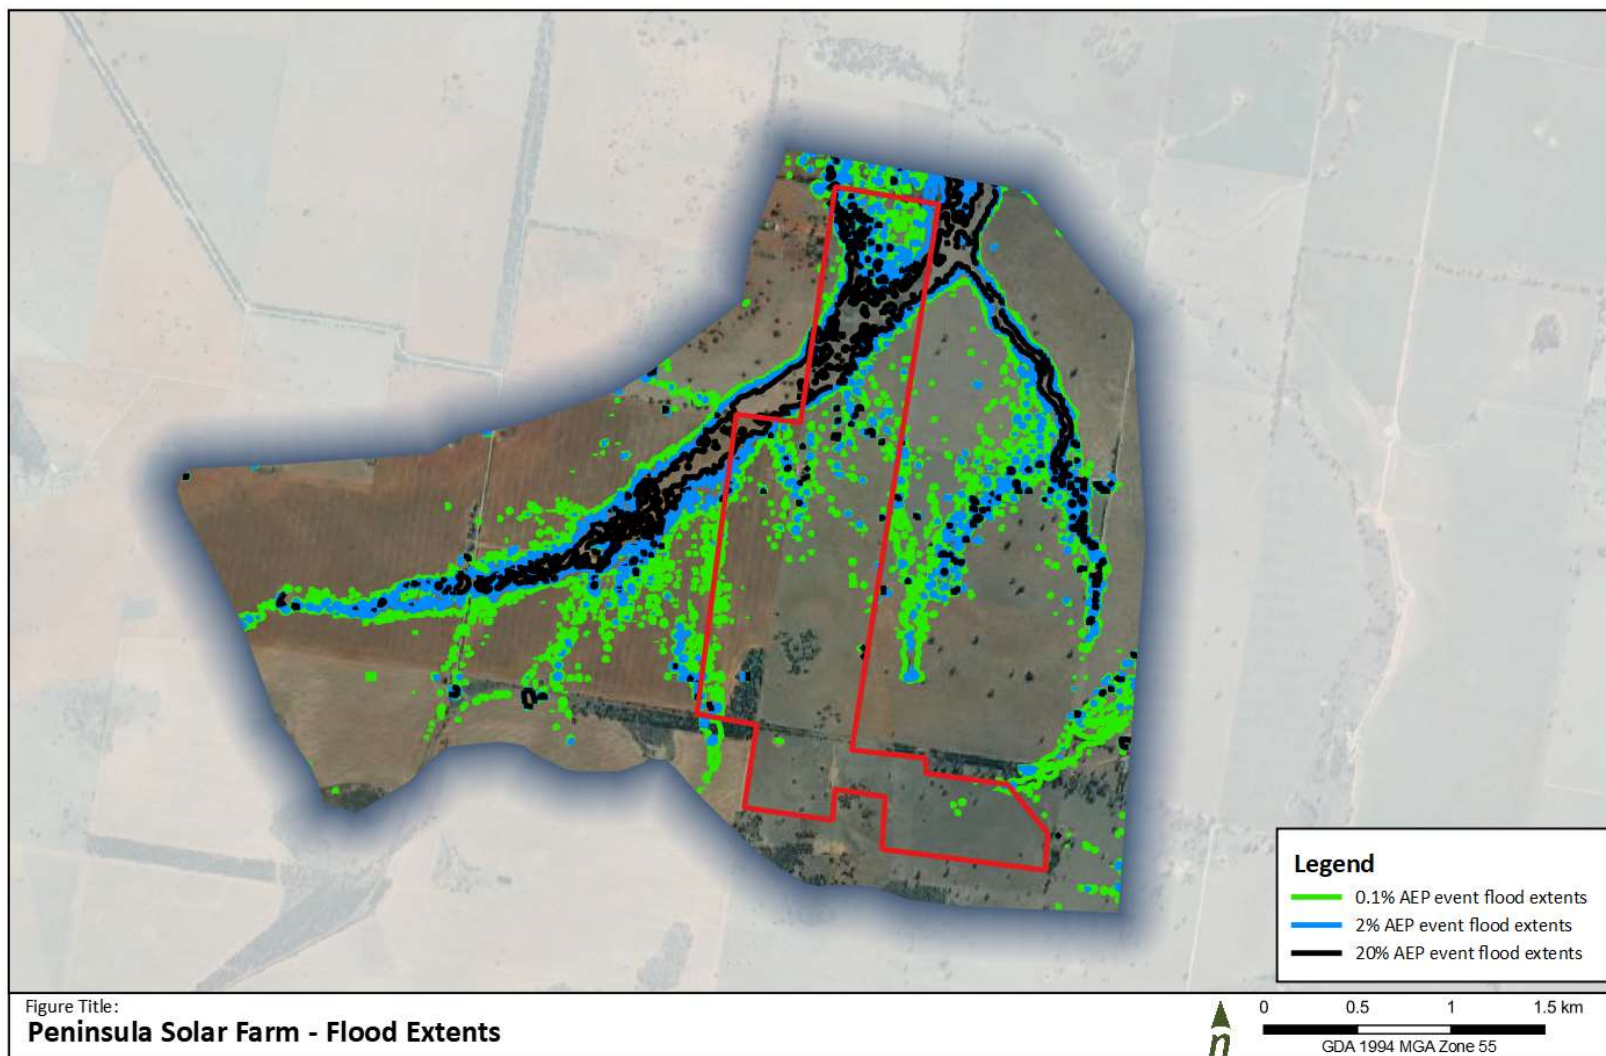 Legend
0.1% AEP event flood extents
2% AEP event flood extents
20% AEP event flood extents
Figure Title:
Peninsula Solar Farm - Flood Extents
n
0 0.5 1 1.5 km
GDA 1994 MGA Zone 55